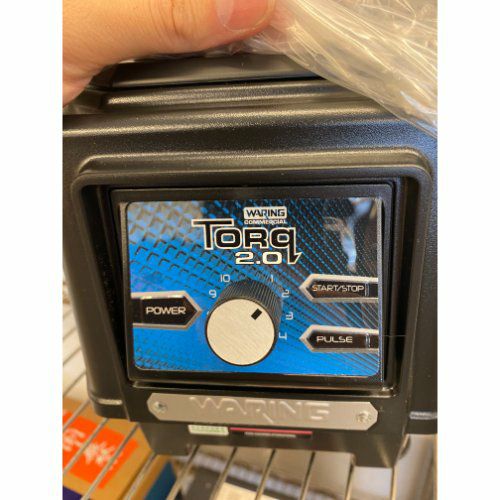 WARING
COMMERCIAL
TORQ
2.0
10
1
9
2
3
4
START/STOP
POWER
PULSE
WARING